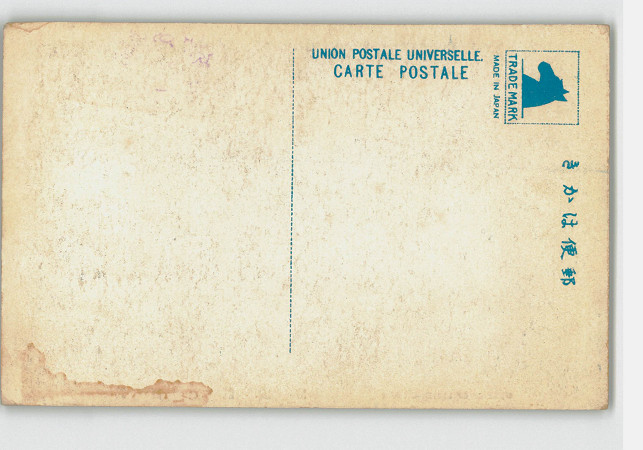 UNION POSTALE UNIVERSELLE.
CARTE POSTALE
TRADE MARK
MADE IN JAPAN
きかは便郵